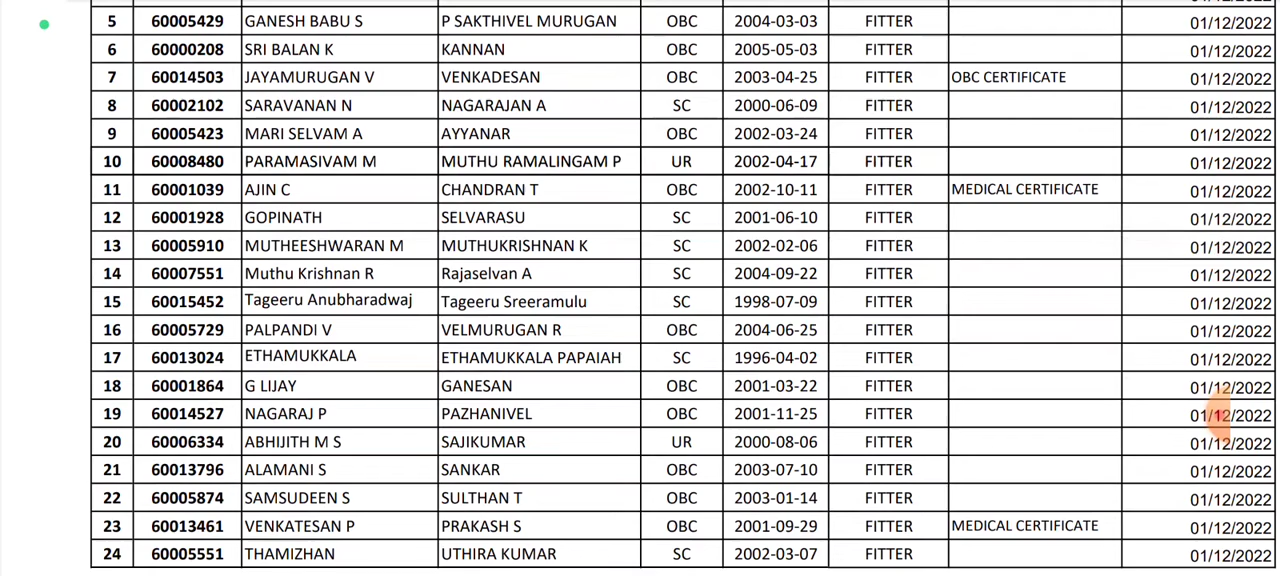 01/12/2022
5 60005429 GANESH BABU S P SAKTHIVEL MURUGAN OBC 2004-03-03 FITTER 01/12/2022
6 60000208 SRI BALAN K KANNAN OBC 2005-05-03 FITTER 01/12/2022
7 60014503 JAYAMURUGAN V VENKADESAN OBC 2003-04-25 FITTER OBC CERTIFICATE 01/12/2022
8 60002102 SARAVANAN N NAGARAJAN A SC 2000-06-09 FITTER 01/12/2022
9 60005423 MARI SELVAM A AYYANAR OBC 2002-03-24 FITTER 01/12/2022
10 60008480 PARAMASIVAM M MUTHU RAMALINGAM P UR 2002-04-17 FITTER 01/12/2022
11 60001039 AJIN C CHANDRAN T OBC 2002-10-11 FITTER MEDICAL CERTIFICATE 01/12/2022
12 60001928 GOPINATH SELVARASU SC 2001-06-10 FITTER 01/12/2022
13 60005910 MUTHEESHWARAN M MUTHUKRISHNAN K SC 2002-02-06 FITTER 01/12/2022
14 60007551 Muthu Krishnan R Rajaselvan A SC 2004-09-22 FITTER 01/12/2022
15 60015452 Tageeru Anubharadwaj Tageeru Sreeramulu SC 1998-07-09 FITTER 01/12/2022
16 60005729 PALPANDI V VELMURUGAN R OBC 2004-06-25 FITTER 01/12/2022
17 60013024 ETHAMUKKALA ETHAMUKKALA PAPAIAH SC 1996-04-02 FITTER 01/12/2022
18 60001864 G LIJAY GANESAN OBC 2001-03-22 FITTER 01/12/2022
19 60014527 NAGARAJ P PAZHANIVEL OBC 2001-11-25 FITTER 01/12/2022
20 60006334 ABHIJITH M S SAJIKUMAR UR 2000-08-06 FITTER 01/12/2022
21 60013796 ALAMANI S SANKAR OBC 2003-07-10 FITTER 01/12/2022
22 60005874 SAMSUDEEN S SULTHAN T OBC 2003-01-14 FITTER 01/12/2022
23 60013461 VENKATESAN P PRAKASH S OBC 2001-09-29 FITTER MEDICAL CERTIFICATE 01/12/2022
24 60005551 THAMIZHAN UTHIRA KUMAR SC 2002-03-07 FITTER 01/12/2022